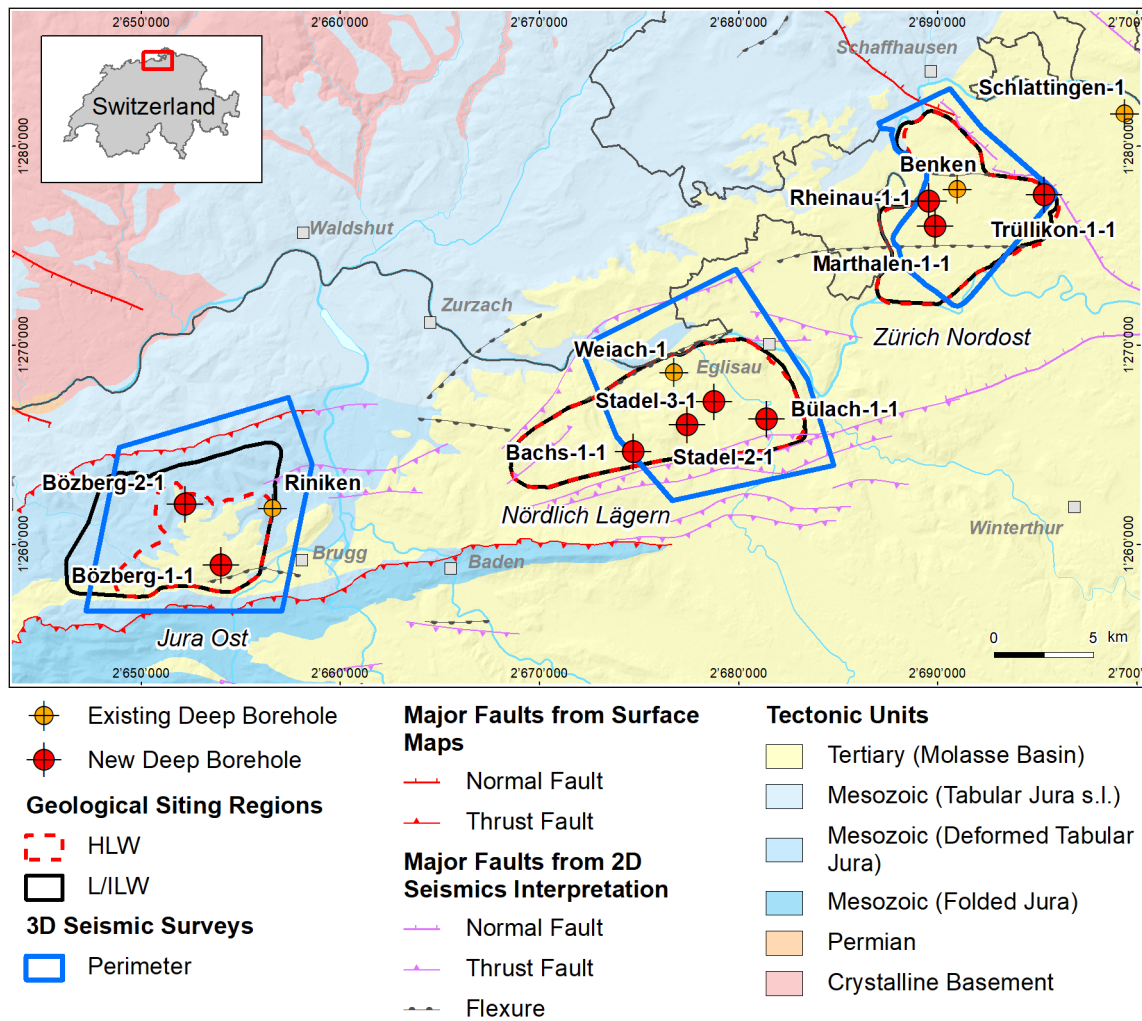 2'650'000
2'660'000
2'670'000
2'680'000
2'690'000
2'700
Switzerland
Schaffhausen
Schlattingen-1
1'280'000
1'280'000
Benken
Rheinau-1-1
Waldshut
Trüllikon-1-1
Marthalen-1-1
Zurzach
Zürich Nordost
1'270'000
1'270'000
Weiach-1
Eglisau
Stadel-3-1
Bülach-1-1
Bachs-1-1
Stadel-2-1
Bözberg-2-1
Riniken
Nördlich Lägern
Winterthur
1'260'000
1'260'000
Brugg
Baden
Bözberg-1-1
Jura Ost
0 5 km
2'650'000
2'660'000
2'670'000
2'680'000
2'690'000
2'70
Existing Deep Borehole
New Deep Borehole
Geological Siting Regions
HLW
L/ILW
3D Seismic Surveys
Perimeter
Major Faults from Surface
Maps
Normal Fault
Thrust Fault
Major Faults from 2D
Seismics Interpretation
Normal Fault
Thrust Fault
Flexure
Tectonic Units
Tertiary (Molasse Basin)
Mesozoic (Tabular Jura s.l.)
Mesozoic (Deformed Tabular
Jura)
Mesozoic (Folded Jura)
Permian
Crystalline Basement